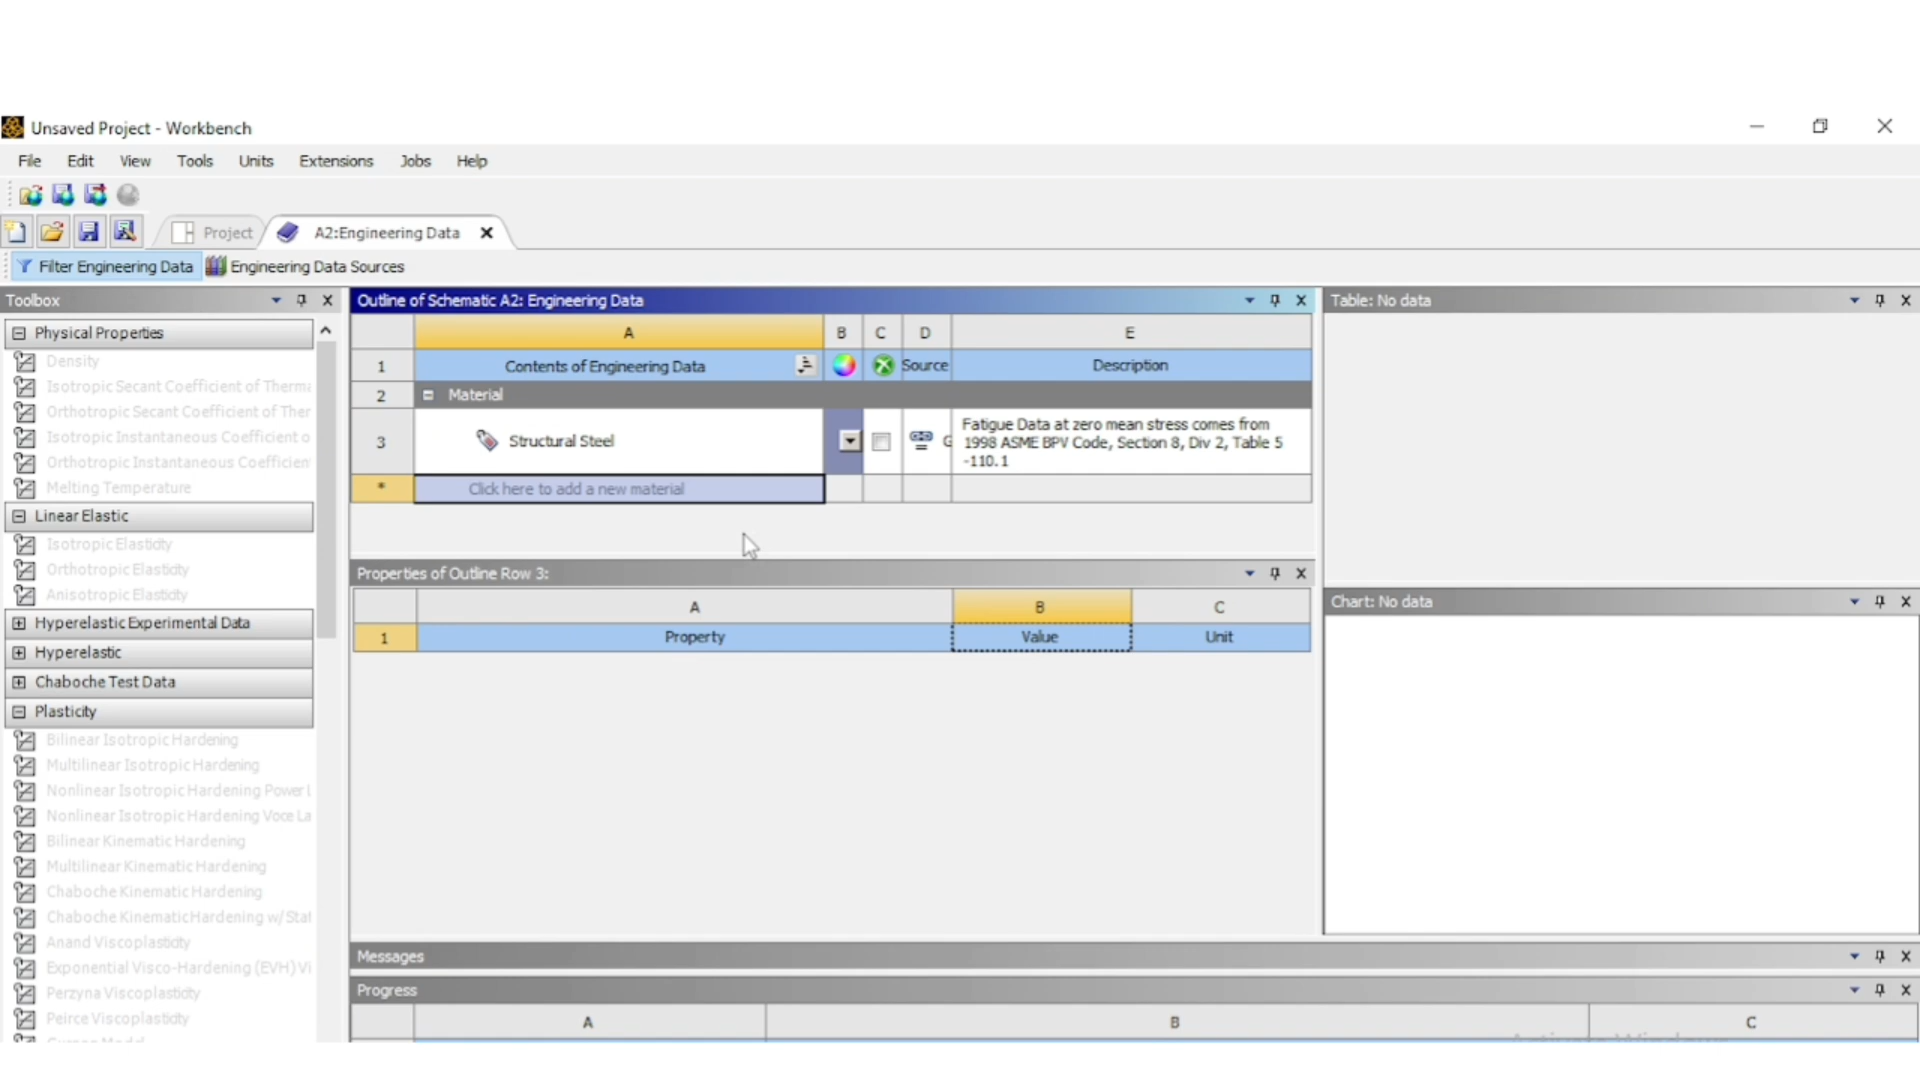 Unsaved Project - Workbench
File Edit View Tools Units Extensions Jobs Help
Project A2:Engineering Data
Filter Engineering Data Engineering Data Sources
Toolbox
Physical Properties
Density
Isotropic Secant Coefficient of Therma
Orthotropic Secant Coefficient of Ther
Isotropic Instantaneous Coefficient o
Orthotropic Instantaneous Coefficien
Melting Temperature
Linear Elastic
Isotropic Elasticity
Orthotropic Elasticity
Anisotropic Elasticity
Hyperelastic Experimental Data
Hyperelastic
Chaboche Test Data
Plasticity
Bilinear Isotropic Hardening
Multilinear Isotropic Hardening
Nonlinear Isotropic Hardening Power L
Nonlinear Isotropic Hardening Voce La
Bilinear Kinematic Hardening
Multilinear Kinematic Hardening
Chaboche Kinematic Hardening
Chaboche Kinematic Hardening w/ Stat
Anand Viscoplasticity
Exponential Visco-Hardening (EVH) Vi
Perzyna Viscoplasticity
Peirce Viscoplasticity
Outline of Schematic A2: Engineering Data
A B C D E
1 Contents of Engineering Data Source Description
2 Material
3 Structural Steel G
Fatigue Data at zero mean stress comes from
1998 ASME BPV Code, Section 8, Div 2, Table 5
-110.1
* Click here to add a new material
Properties of Outline Row 3:
A B C
1 Property Value Unit
Table: No data
Chart: No data
Messages
Progress
A B C